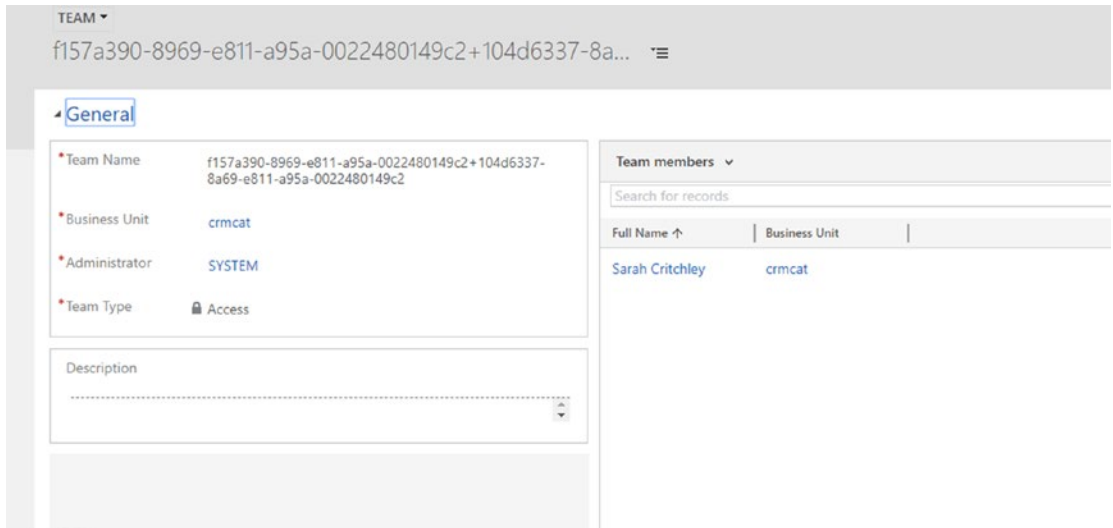 TEAM
f157a390-8969-e811-a95a-0022480149c2+104d6337-8a...
General
*Team Name
f157a390-8969-e811-a95a-0022480149c2+104d6337-
8a69-e811-a95a-0022480149c2
*Business Unit
crmcat
*Administrator
SYSTEM
*Team Type
Access
Description
Team members
Search for records
Full Name ↑ Business Unit
Sarah Critchley crmcat